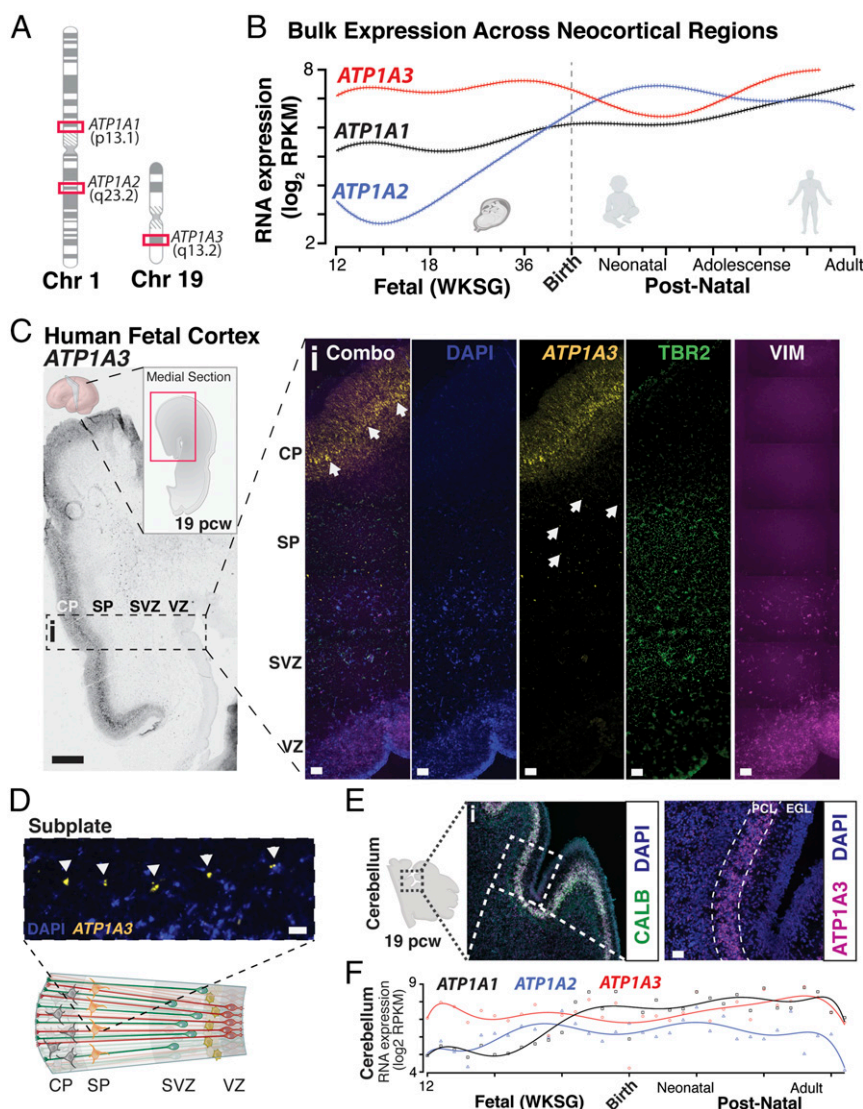 A
ATP1A1
(p13.1)
ATP1A2
(q23.2)
ATP1A3
(q13.2)
Chr 1
Chr 19
B Bulk Expression Across Neocortical Regions
RNA expression
(log2 RPKM)
8
2
ATP1A3
ATP1A1
ATP1A2
12 18 36 Birth Neonatal Adolescense Adult
Fetal (WKSG) Post-Natal
C Human Fetal Cortex
ATP1A3
Medial Section
19 pcw
CP SP SVZ VZ
i
i Combo DAPI ATP1A3 TBR2 VIM
CP
SP
SVZ
VZ
D
Subplate
DAPI ATP1A3
CP SP SVZ VZ
E
Cerebellum
19 pcw
i
CALB DAPI
PCL EGL
ATP1A3 DAPI
F
Cerebellum
RNA expression
(log2 RPKM)
9
4
ATP1A1 ATP1A2 ATP1A3
12 Birth Neonatal Adult
Fetal (WKSG) Post-Natal